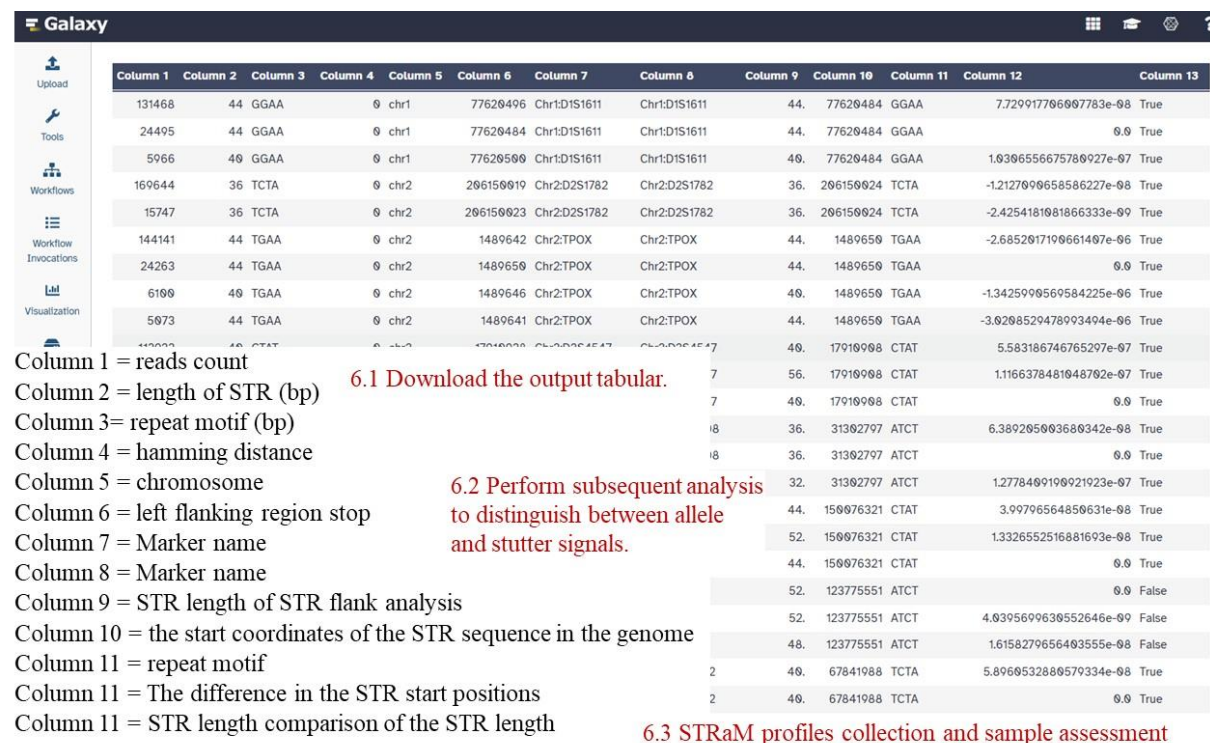 Galaxy
Upload
Tools
Workflows
Workflow
Invocations
Visualization
Column 1 Column 2 Column 3 Column 4 Column 5 Column 6 Column 7 Column 8 Column 9 Column 10 Column 11 Column 12 Column 13
131468 44 GGAA 0 chr1 77620496 Chr1:D1S1611 Chr1:D1S1611 44. 77620484 GGAA 7.729917706007783e-08 True
24495 44 GGAA 0 chr1 77620484 Chr1:D1S1611 Chr1:D1S1611 44. 77620484 GGAA 0.0 True
5966 40 GGAA 0 chr1 77620500 Chr1:D1S1611 Chr1:D1S1611 40. 77620484 GGAA 1.0306556675780927e-07 True
169644 36 TCTA 0 chr2 206150019 Chr2:D2S1782 Chr2:D2S1782 36. 206150024 TCTA -1.2127090658586227e-08 True
15747 36 TCTA 0 chr2 206150023 Chr2:D2S1782 Chr2:D2S1782 36. 206150024 TCTA -2.4254181081866333e-09 True
144141 44 TGAA 0 chr2 1489642 Chr2:TPOX Chr2:TPOX 44. 1489650 TGAA -2.6852017190661407e-06 True
24263 44 TGAA 0 chr2 1489650 Chr2:TPOX Chr2:TPOX 44. 1489650 TGAA 0.0 True
6100 40 TGAA 0 chr2 1489646 Chr2:TPOX Chr2:TPOX 40. 1489650 TGAA -1.3425990569584225e-06 True
5073 44 TGAA 0 chr2 1489641 Chr2:TPOX Chr2:TPOX 44. 1489650 TGAA -3.0208529478993494e-06 True
40. 17910908 CTAT 5.583186746765297e-07 True
7 56. 17910908 CTAT 1.1166378481048702e-07 True
7 40. 17910908 CTAT 0.0 True
08 36. 31302797 ATCT 6.389205003680342e-08 True
08 36. 31302797 ATCT 0.0 True
32. 31302797 ATCT 1.2778409190921923e-07 True
44. 150076321 CTAT 3.99796564850631e-08 True
52. 150076321 CTAT 1.3326552516881693e-08 True
44. 150076321 CTAT 0.0 True
52. 123775551 ATCT 0.0 False
52. 123775551 ATCT 4.0395699630552646e-09 False
48. 123775551 ATCT 1.6158279656403555e-08 False
2 40. 67841988 TCTA 5.8960532880579334e-08 True
2 40. 67841988 TCTA 0.0 True
Column 1 = reads count
Column 2 = length of STR (bp)
Column 3= repeat motif (bp)
Column 4 = hamming distance
Column 5 = chromosome
Column 6 = left flanking region stop
Column 7 = Marker name
Column 8 = Marker name
Column 9 = STR length of STR flank analysis
Column 10 = the start coordinates of the STR sequence in the genome
Column 11 = repeat motif
Column 11 = The difference in the STR start positions
Column 11 = STR length comparison of the STR length
6.1 Download the output tabular.
6.2 Perform subsequent analysis
to distinguish between allele
and stutter signals.
6.3 STRaM profiles collection and sample assessment